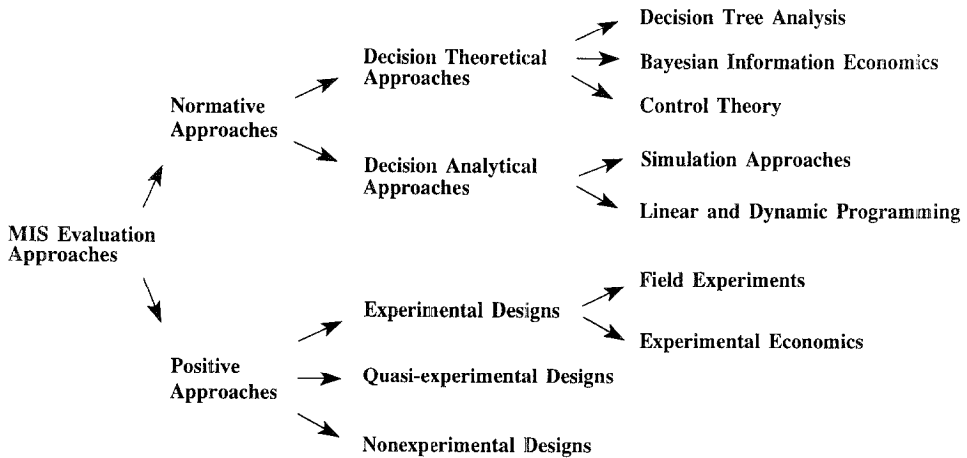 Decision Tree Analysis
Decision Theoretical
Approaches
Bayesian Information Economics
Normative
Approaches
Control Theory
Decision Analytical
Approaches
Simulation Approaches
Linear and Dynamic Programming
MIS Evaluation
Approaches
Field Experiments
Experimental Designs
Experimental Economics
Positive
Approaches
Quasi-experimental Designs
Nonexperimental Designs